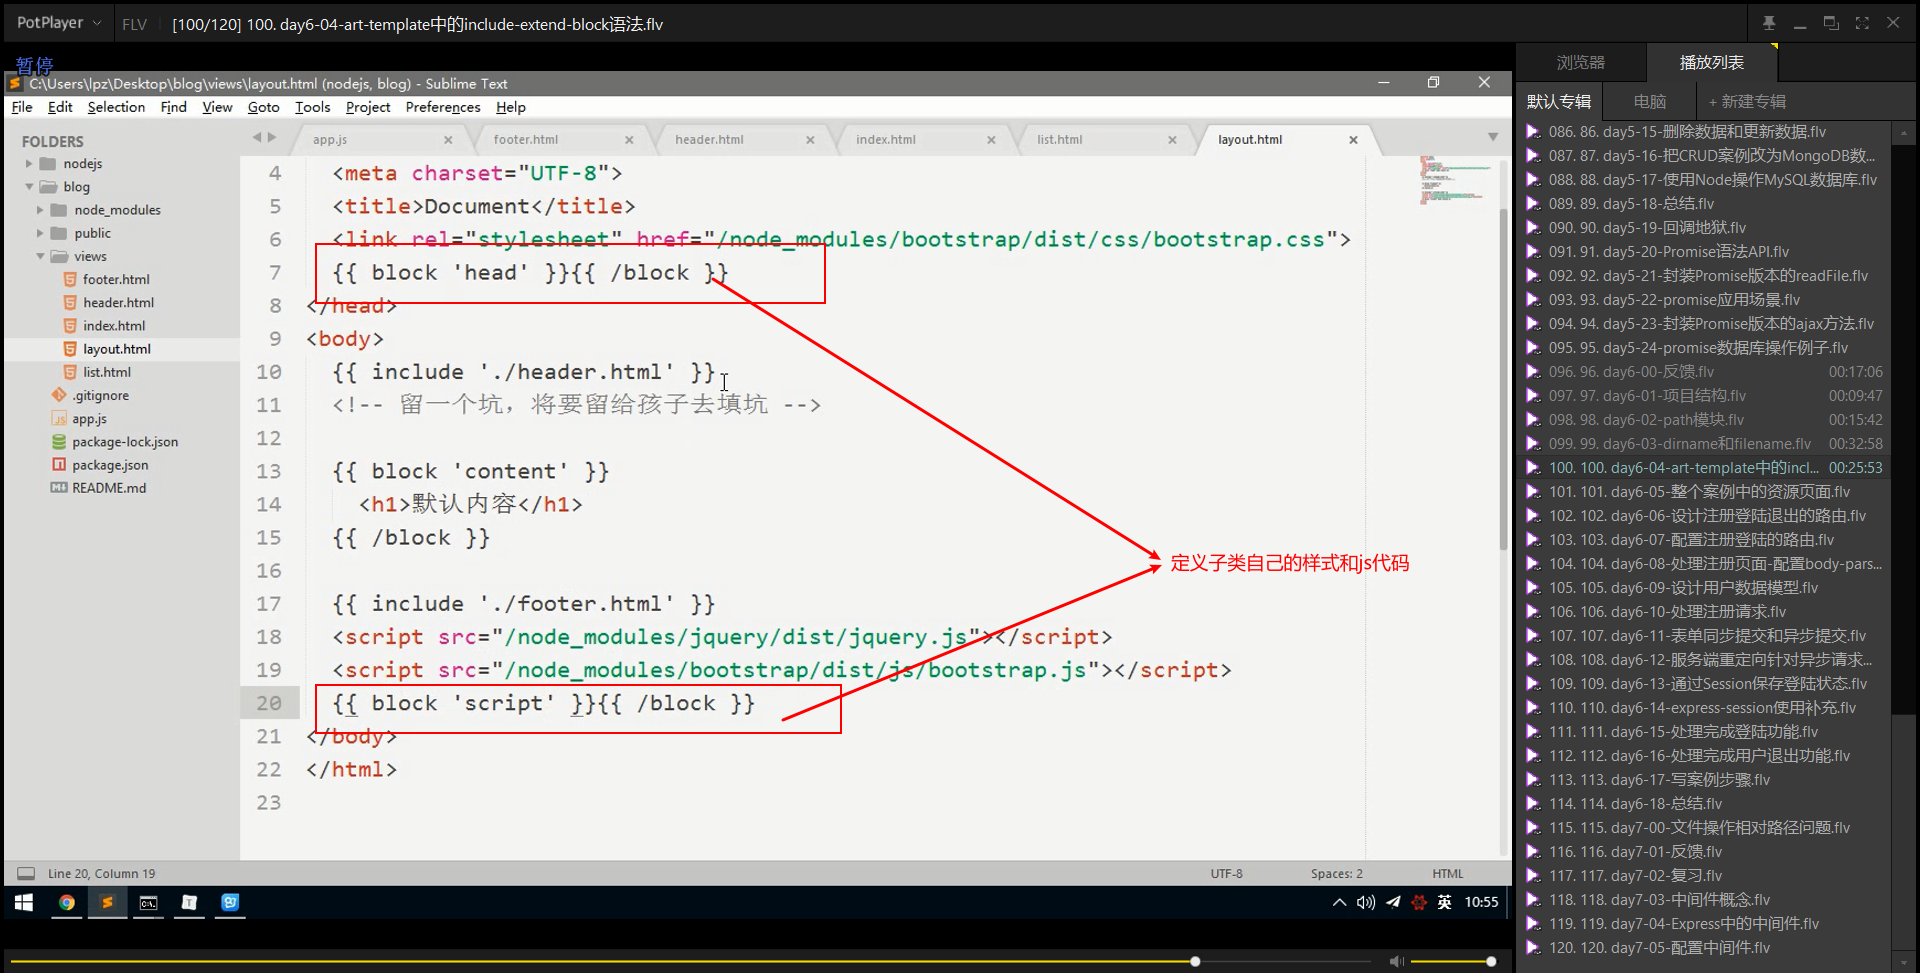 PotPlayer
FLV
[100/120] 100. day6-04-art-template中的include-extend-block语法.flv
暂停
C:\Users\lpz\Desktop\blog\views\layout.html (nodejs, blog) - Sublime Text
File Edit Selection Find View Goto Tools Project Preferences Help
FOLDERS
nodejs
blog
node_modules
public
views
footer.html
header.html
index.html
layout.html
list.html
.gitignore
app.js
package-lock.json
package.json
README.md
app.js footer.html header.html index.html list.html layout.html
4 <meta charset="UTF-8">
5 <title>Document</title>
6 <link rel="stylesheet" href="/node_modules/bootstrap/dist/css/bootstrap.css">
7 {{ block 'head' }}{{ /block }}
8 </head>
9 <body>
10 {{ include './header.html' }}
11 <!-- 留一个坑，将要留给孩子去填坑 -->
12
13 {{ block 'content' }}
14 <h1>默认内容</h1>
15 {{ /block }}
16
17 {{ include './footer.html' }}
18 <script src="/node_modules/jquery/dist/jquery.js"></script>
19 <script src="/node_modules/bootstrap/dist/js/bootstrap.js"></script>
20 {{ block 'script' }}{{ /block }}
21 </body>
22 </html>
23
定义子类自己的样式和js代码
Line 20, Column 19
UTF-8
Spaces: 2
HTML
英
10:55
浏览器
播放列表
默认专辑
电脑
+ 新建专辑
086. 86. day5-15-删除数据和更新数据.flv
087. 87. day5-16-把CRUD案例改为MongoDB数...
088. 88. day5-17-使用Node操作MySQL数据库.flv
089. 89. day5-18-总结.flv
090. 90. day5-19-回调地狱.flv
091. 91. day5-20-Promise语法API.flv
092. 92. day5-21-封装Promise版本的readFile.flv
093. 93. day5-22-promise应用场景.flv
094. 94. day5-23-封装Promise版本的ajax方法.flv
095. 95. day5-24-promise数据库操作例子.flv
096. 96. day6-00-反馈.flv 00:17:06
097. 97. day6-01-项目结构.flv 00:09:47
098. 98. day6-02-path模块.flv 00:15:42
099. 99. day6-03-dirname和filename.flv 00:32:58
100. 100. day6-04-art-template中的incl... 00:25:53
101. 101. day6-05-整个案例中的资源页面.flv
102. 102. day6-06-设计注册登陆退出的路由.flv
103. 103. day6-07-配置注册登陆的路由.flv
104. 104. day6-08-处理注册页面-配置body-pars...
105. 105. day6-09-设计用户数据模型.flv
106. 106. day6-10-处理注册请求.flv
107. 107. day6-11-表单同步提交和异步提交.flv
108. 108. day6-12-服务端重定向针对异步请求...
109. 109. day6-13-通过Session保存登陆状态.flv
110. 110. day6-14-express-session使用补充.flv
111. 111. day6-15-处理完成登陆功能.flv
112. 112. day6-16-处理完成用户退出功能.flv
113. 113. day6-17-写案例步骤.flv
114. 114. day6-18-总结.flv
115. 115. day7-00-文件操作相对路径问题.flv
116. 116. day7-01-反馈.flv
117. 117. day7-02-复习.flv
118. 118. day7-03-中间件概念.flv
119. 119. day7-04-Express中的中间件.flv
120. 120. day7-05-配置中间件.flv